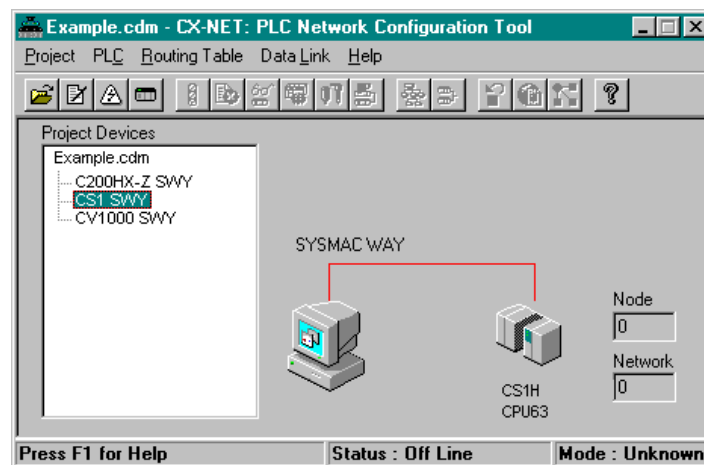 Example.cdm - CX-NET: PLC Network Configuration Tool
Project PLC Routing Table Data Link Help
Project Devices
Example.cdm
C200HX-Z SWY
CS1 SWY
CV1000 SWY
SYSMAC WAY
Node
0
Network
0
CS1H
CPU63
Press F1 for Help
Status : Off Line
Mode : Unknown